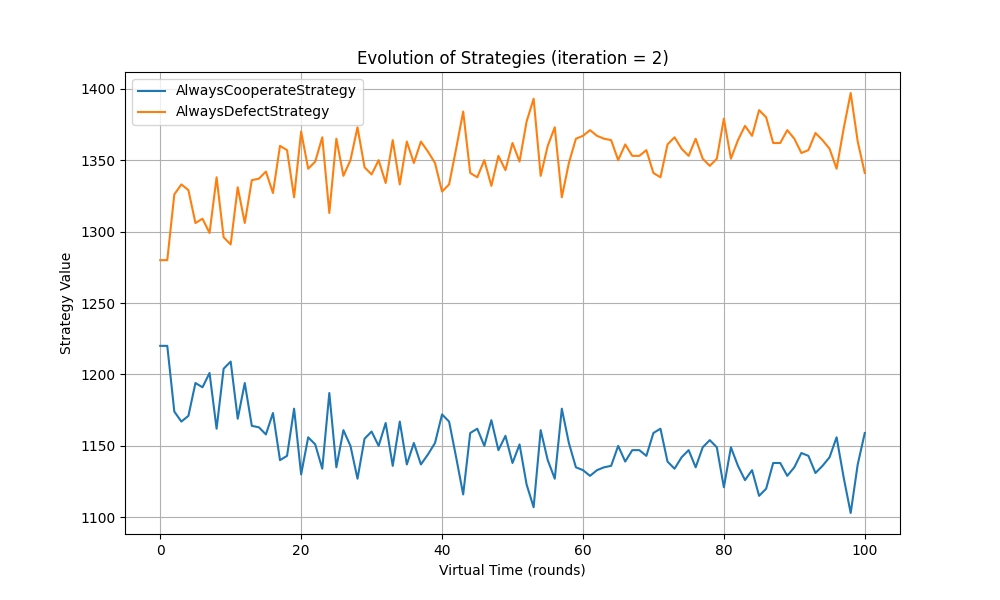 Evolution of Strategies (iteration = 2)
AlwaysCooperateStrategy
AlwaysDefectStrategy
Strategy Value
1400
1350
1300
1250
1200
1150
1100
0 20 40 60 80 100
Virtual Time (rounds)